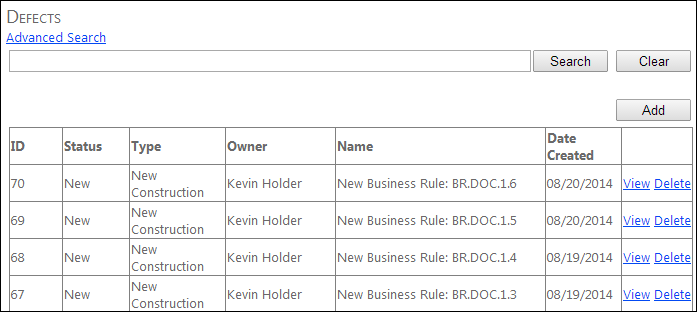 DEFECTS
Advanced Search
Search Clear
Add
ID Status Type Owner Name Date Created
70 New New Construction Kevin Holder New Business Rule: BR.DOC.1.6 08/20/2014 View Delete
69 New New Construction Kevin Holder New Business Rule: BR.DOC.1.5 08/20/2014 View Delete
68 New New Construction Kevin Holder New Business Rule: BR.DOC.1.4 08/19/2014 View Delete
67 New New Construction Kevin Holder New Business Rule: BR.DOC.1.3 08/19/2014 View Delete